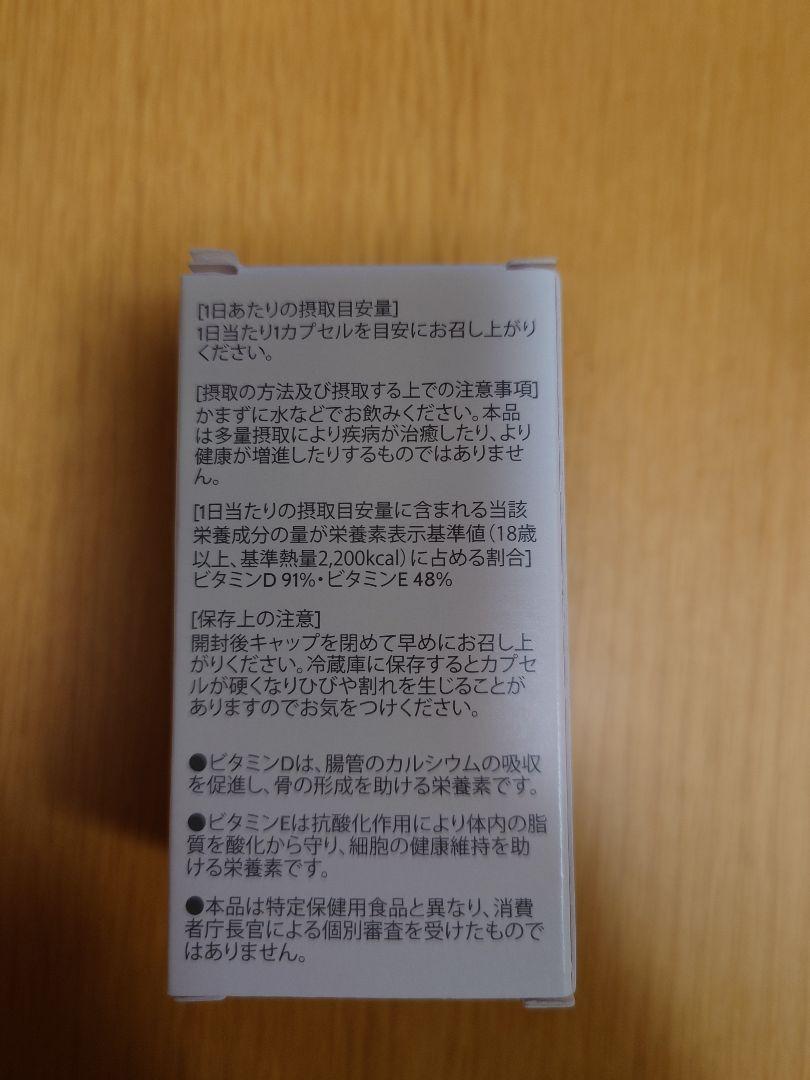 [1日あたりの摂取目安量]
1日当たり1カプセルを目安にお召し上がり
ください。
[摂取の方法及び摂取する上での注意事項]
かまずに水などでお飲みください。本品
は多量摂取により疾病が治癒したり、より
健康が増進したりするものではありませ
ん。
[1日当たりの摂取目安量に含まれる当該
栄養成分の量が栄養素表示基準値(18歳
以上、基準熱量2,200kcal)に占める割合]
ビタミンD 91%・ビタミンE 48%
[保存上の注意]
開封後キャップを閉めて早めにお召し上
がりください。冷蔵庫に保存するとカプセ
ルが硬くなりひびや割れを生じることが
ありますのでお気をつけください。
●ビタミンDは、腸管のカルシウムの吸収
を促進し、骨の形成を助ける栄養素です。
●ビタミンEは抗酸化作用により体内の脂
質を酸化から守り、細胞の健康維持を助
ける栄養素です。
●本品は特定保健用食品と異なり、消費
者庁長官による個別審査を受けたもので
はありません。